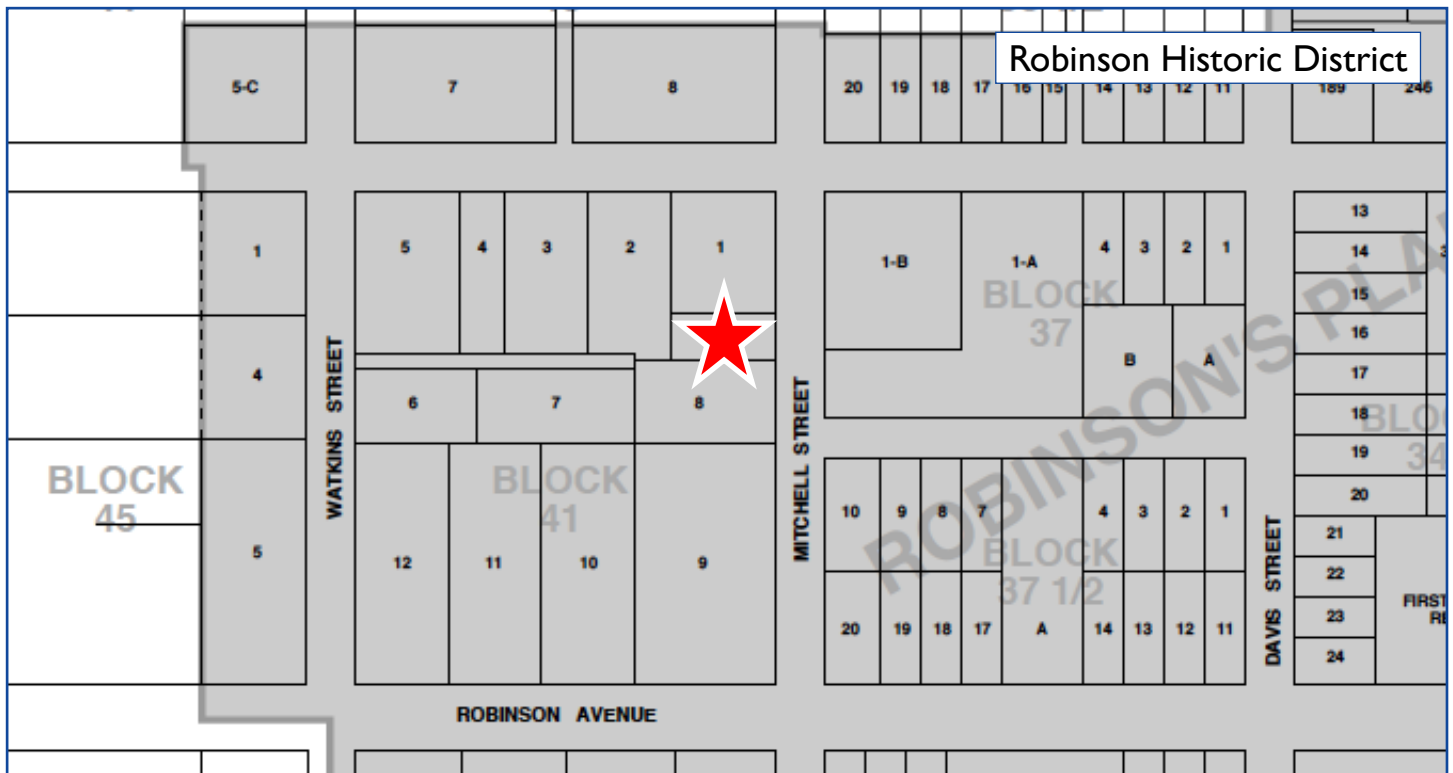 Robinson Historic District
5-C
7
8
20 19 18 17 16 15 14 13 12 11
189 246
1
5 4 3 2 1
1-B
1-A
4 3 2 1
BLOCK
37
B
A
13
14
15
16
17
18
19
20
4
6
7
8
WATKINS STREET
MITCHELL STREET
ROBINSON'S
BLOCK
45
5
BLOCK
41
12
11
10
9
10 9 8 7
4 3 2 1
BLOCK
37 1/2
20 19 18 17 A 14 13 12 11
DAVIS STREET
21
22
23
24
34
FIRST
ROBINSON AVENUE